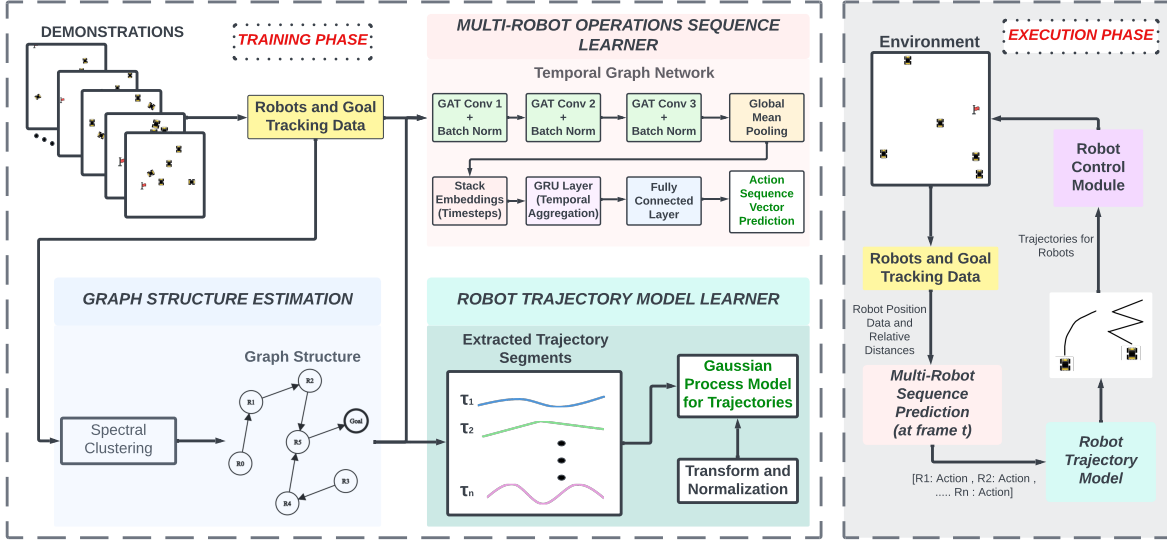 DEMONSTRATIONS
TRAINING PHASE
Robots and Goal
Tracking Data
MULTI-ROBOT OPERATIONS SEQUENCE
LEARNER
Temporal Graph Network
GAT Conv 1
+
Batch Norm
GAT Conv 2
+
Batch Norm
GAT Conv 3
+
Batch Norm
Global
Mean
Pooling
Stack
Embeddings
(Timesteps)
GRU Layer
(Temporal
Aggregation)
Fully
Connected
Layer
Action
Sequence
Vector
Prediction
GRAPH STRUCTURE ESTIMATION
Spectral
Clustering
Graph Structure
R2
R1
Goal
R5
R0
R3
R4
ROBOT TRAJECTORY MODEL LEARNER
Extracted Trajectory
Segments
τ1
τ2
τn
Gaussian
Process Model
for Trajectories
Transform and
Normalization
EXECUTION PHASE
Environment
Robots and Goal
Tracking Data
Robot Position
Data and
Relative
Distances
Multi-Robot
Sequence
Prediction
(at frame t)
[R1: Action , R2: Action ,
..... Rn : Action]
Robot
Trajectory
Model
Trajectories for
Robots
Robot
Control
Module